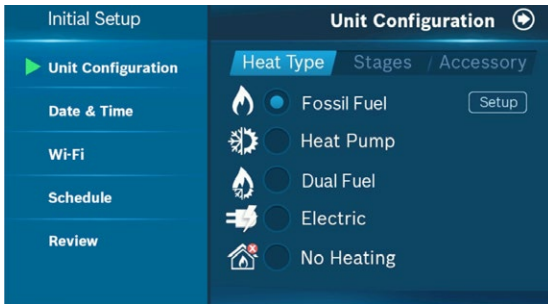 Initial Setup
Unit Configuration
Unit Configuration
Date & Time
Wi-Fi
Schedule
Review
Heat Type / Stages / Accessory
Fossil Fuel Setup
Heat Pump
Dual Fuel
Electric
No Heating